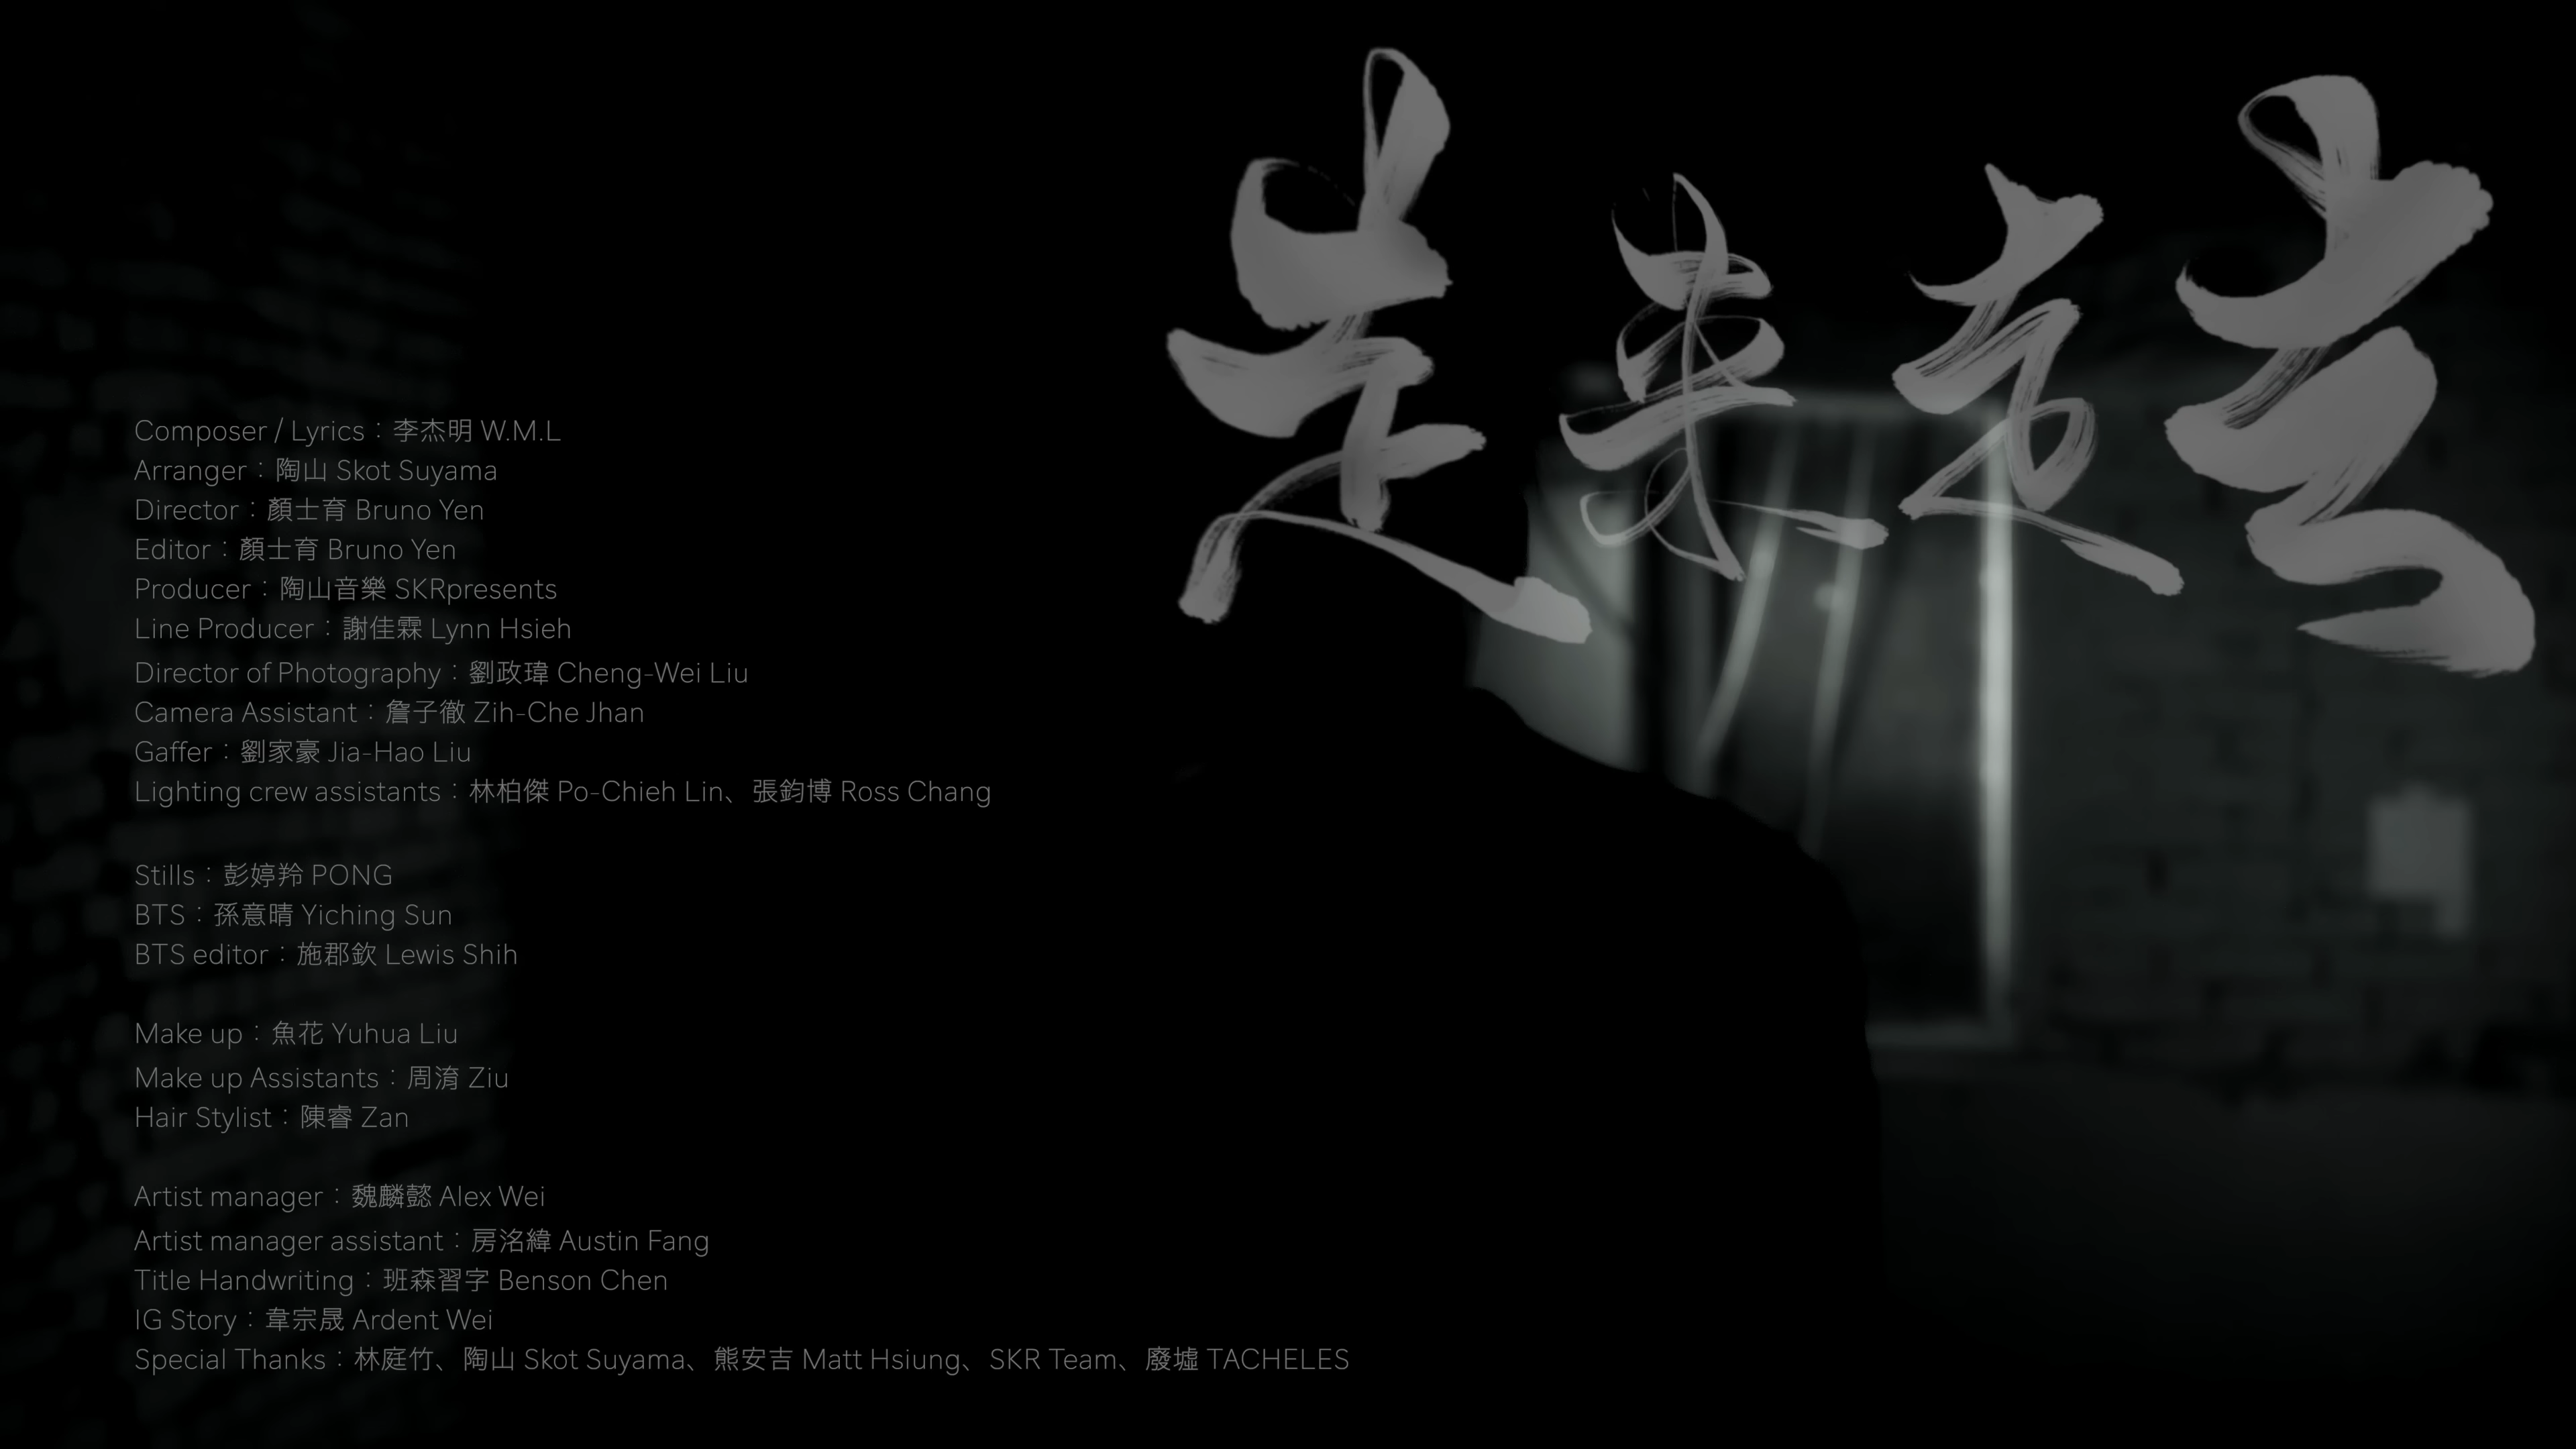 走來走去
Composer / Lyrics：李杰明 W.M.L
Arranger：陶山 Skot Suyama
Director：顏士育 Bruno Yen
Editor：顏士育 Bruno Yen
Producer：陶山音樂 SKRpresents
Line Producer：謝佳霖 Lynn Hsieh
Director of Photography：劉政瑋 Cheng-Wei Liu
Camera Assistant：詹子徹 Zih-Che Jhan
Gaffer：劉家豪 Jia-Hao Liu
Lighting crew assistants：林柏傑 Po-Chieh Lin、張鈞博 Ross Chang
Stills：彭婷羚 PONG
BTS：孫意晴 Yiching Sun
BTS editor：施郡欽 Lewis Shih
Make up：魚花 Yuhua Liu
Make up Assistants：周淯 Ziu
Hair Stylist：陳睿 Zan
Artist manager：魏麟懿 Alex Wei
Artist manager assistant：房洺緯 Austin Fang
Title Handwriting：班森習字 Benson Chen
IG Story：韋宗晟 Ardent Wei
Special Thanks：林庭竹、陶山 Skot Suyama、熊安吉 Matt Hsiung、SKR Team、廢墟 TACHELES